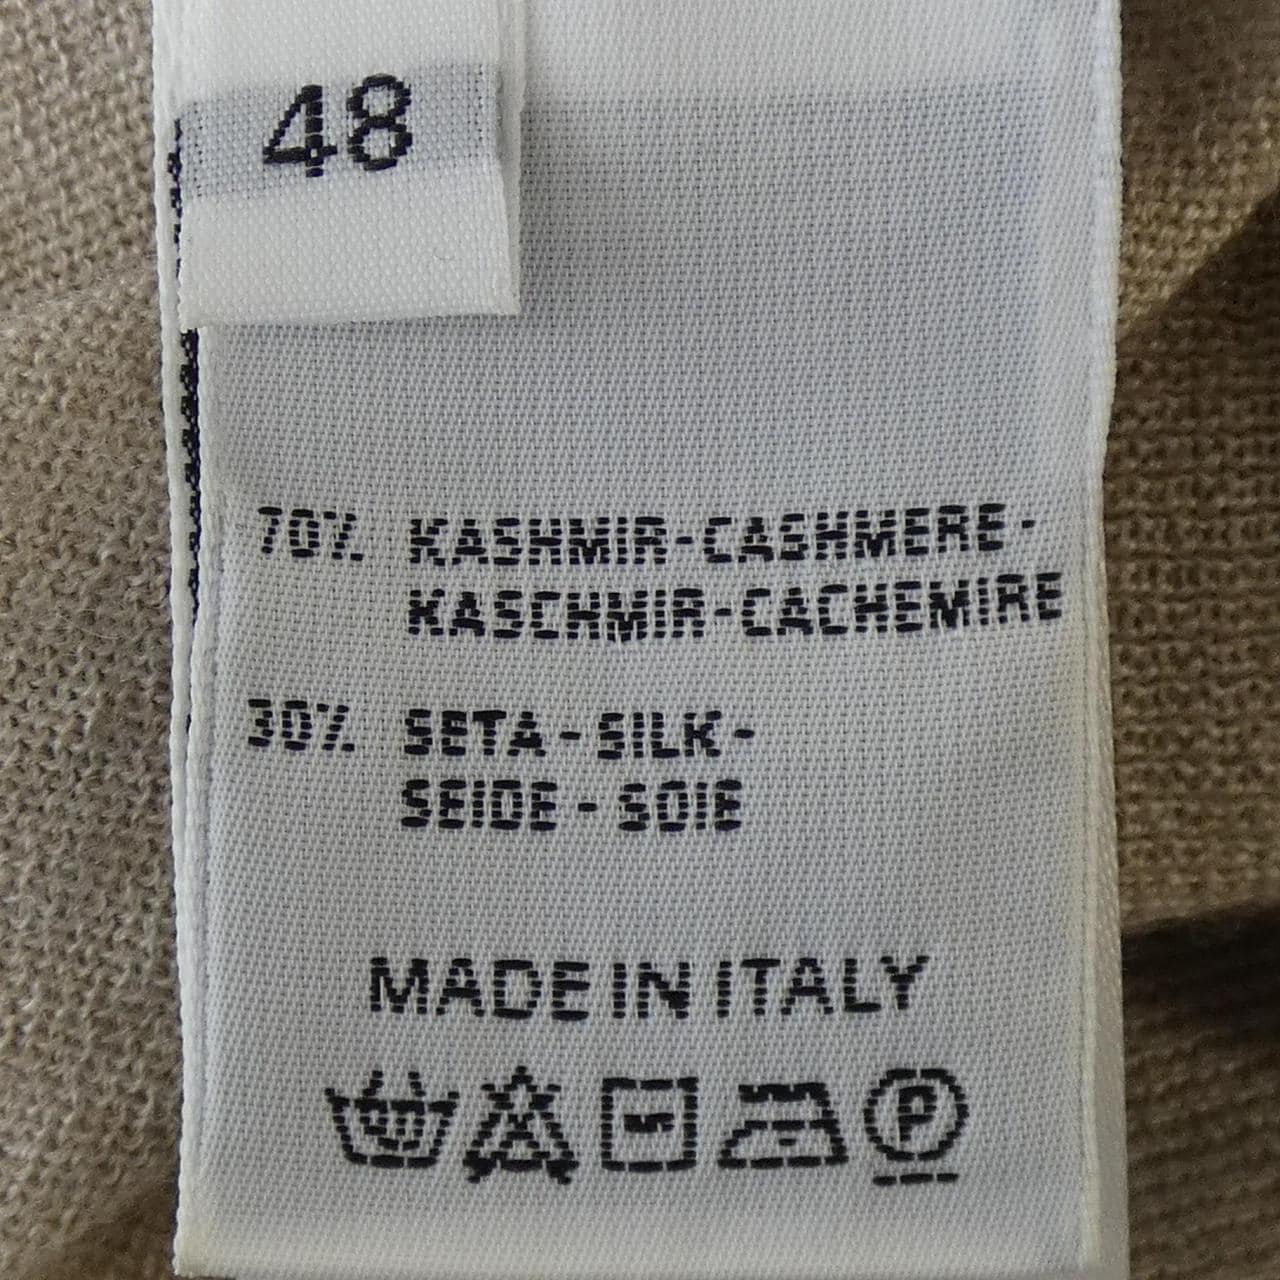 48
70% KASHMIR-CASHMERE-
KASCHMIR-CACHEMIRE
30% SETA-SILK-
SEIDE-SOIE
MADE IN ITALY
P